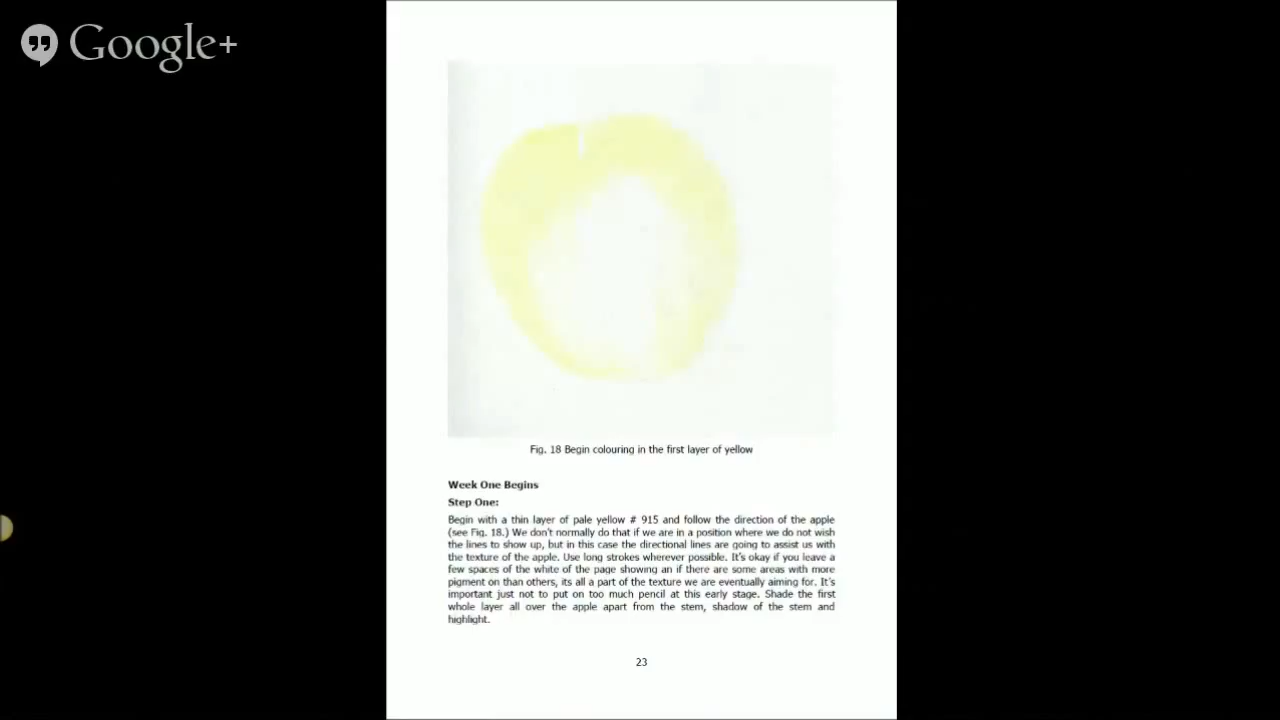 Google+
Fig. 18 Begin colouring in the first layer of yellow
Week One Begins
Step One:
Begin with a thin layer of pale yellow # 915 and follow the direction of the apple
(see Fig. 18.) We don't normally do that if we are in a position where we do not wish
the lines to show up, but in this case the directional lines are going to assist us with
the texture of the apple. Use long strokes wherever possible. It's okay if you leave a
few spaces of the white of the page showing an if there are some areas with more
pigment on than others, its all a part of the texture we are eventually aiming for. It's
important just not to put on too much pencil at this early stage. Shade the first
whole layer all over the apple apart from the stem, shadow of the stem and
highlight.
23